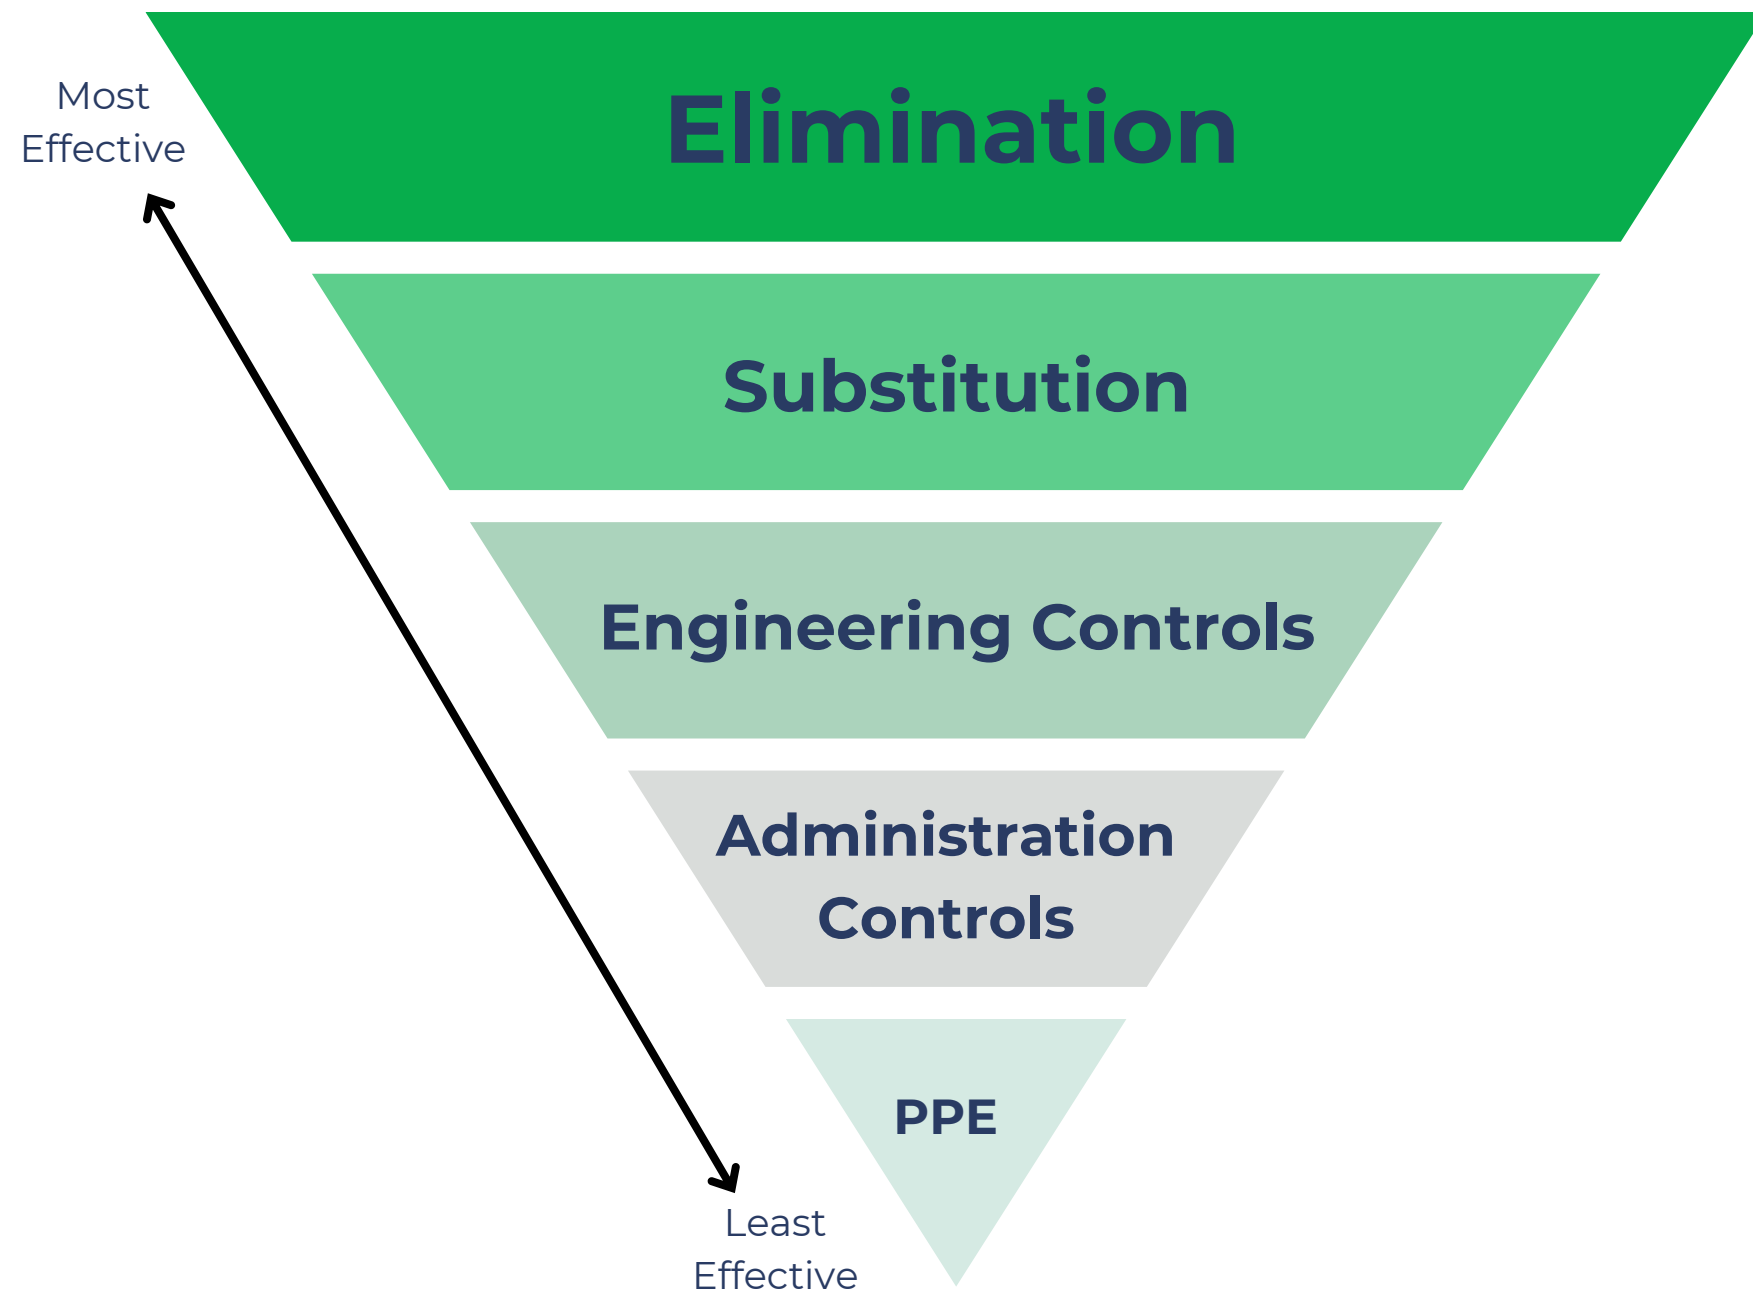 Most
Effective
Elimination
Substitution
Engineering Controls
Administration
Controls
PPE
Least
Effective